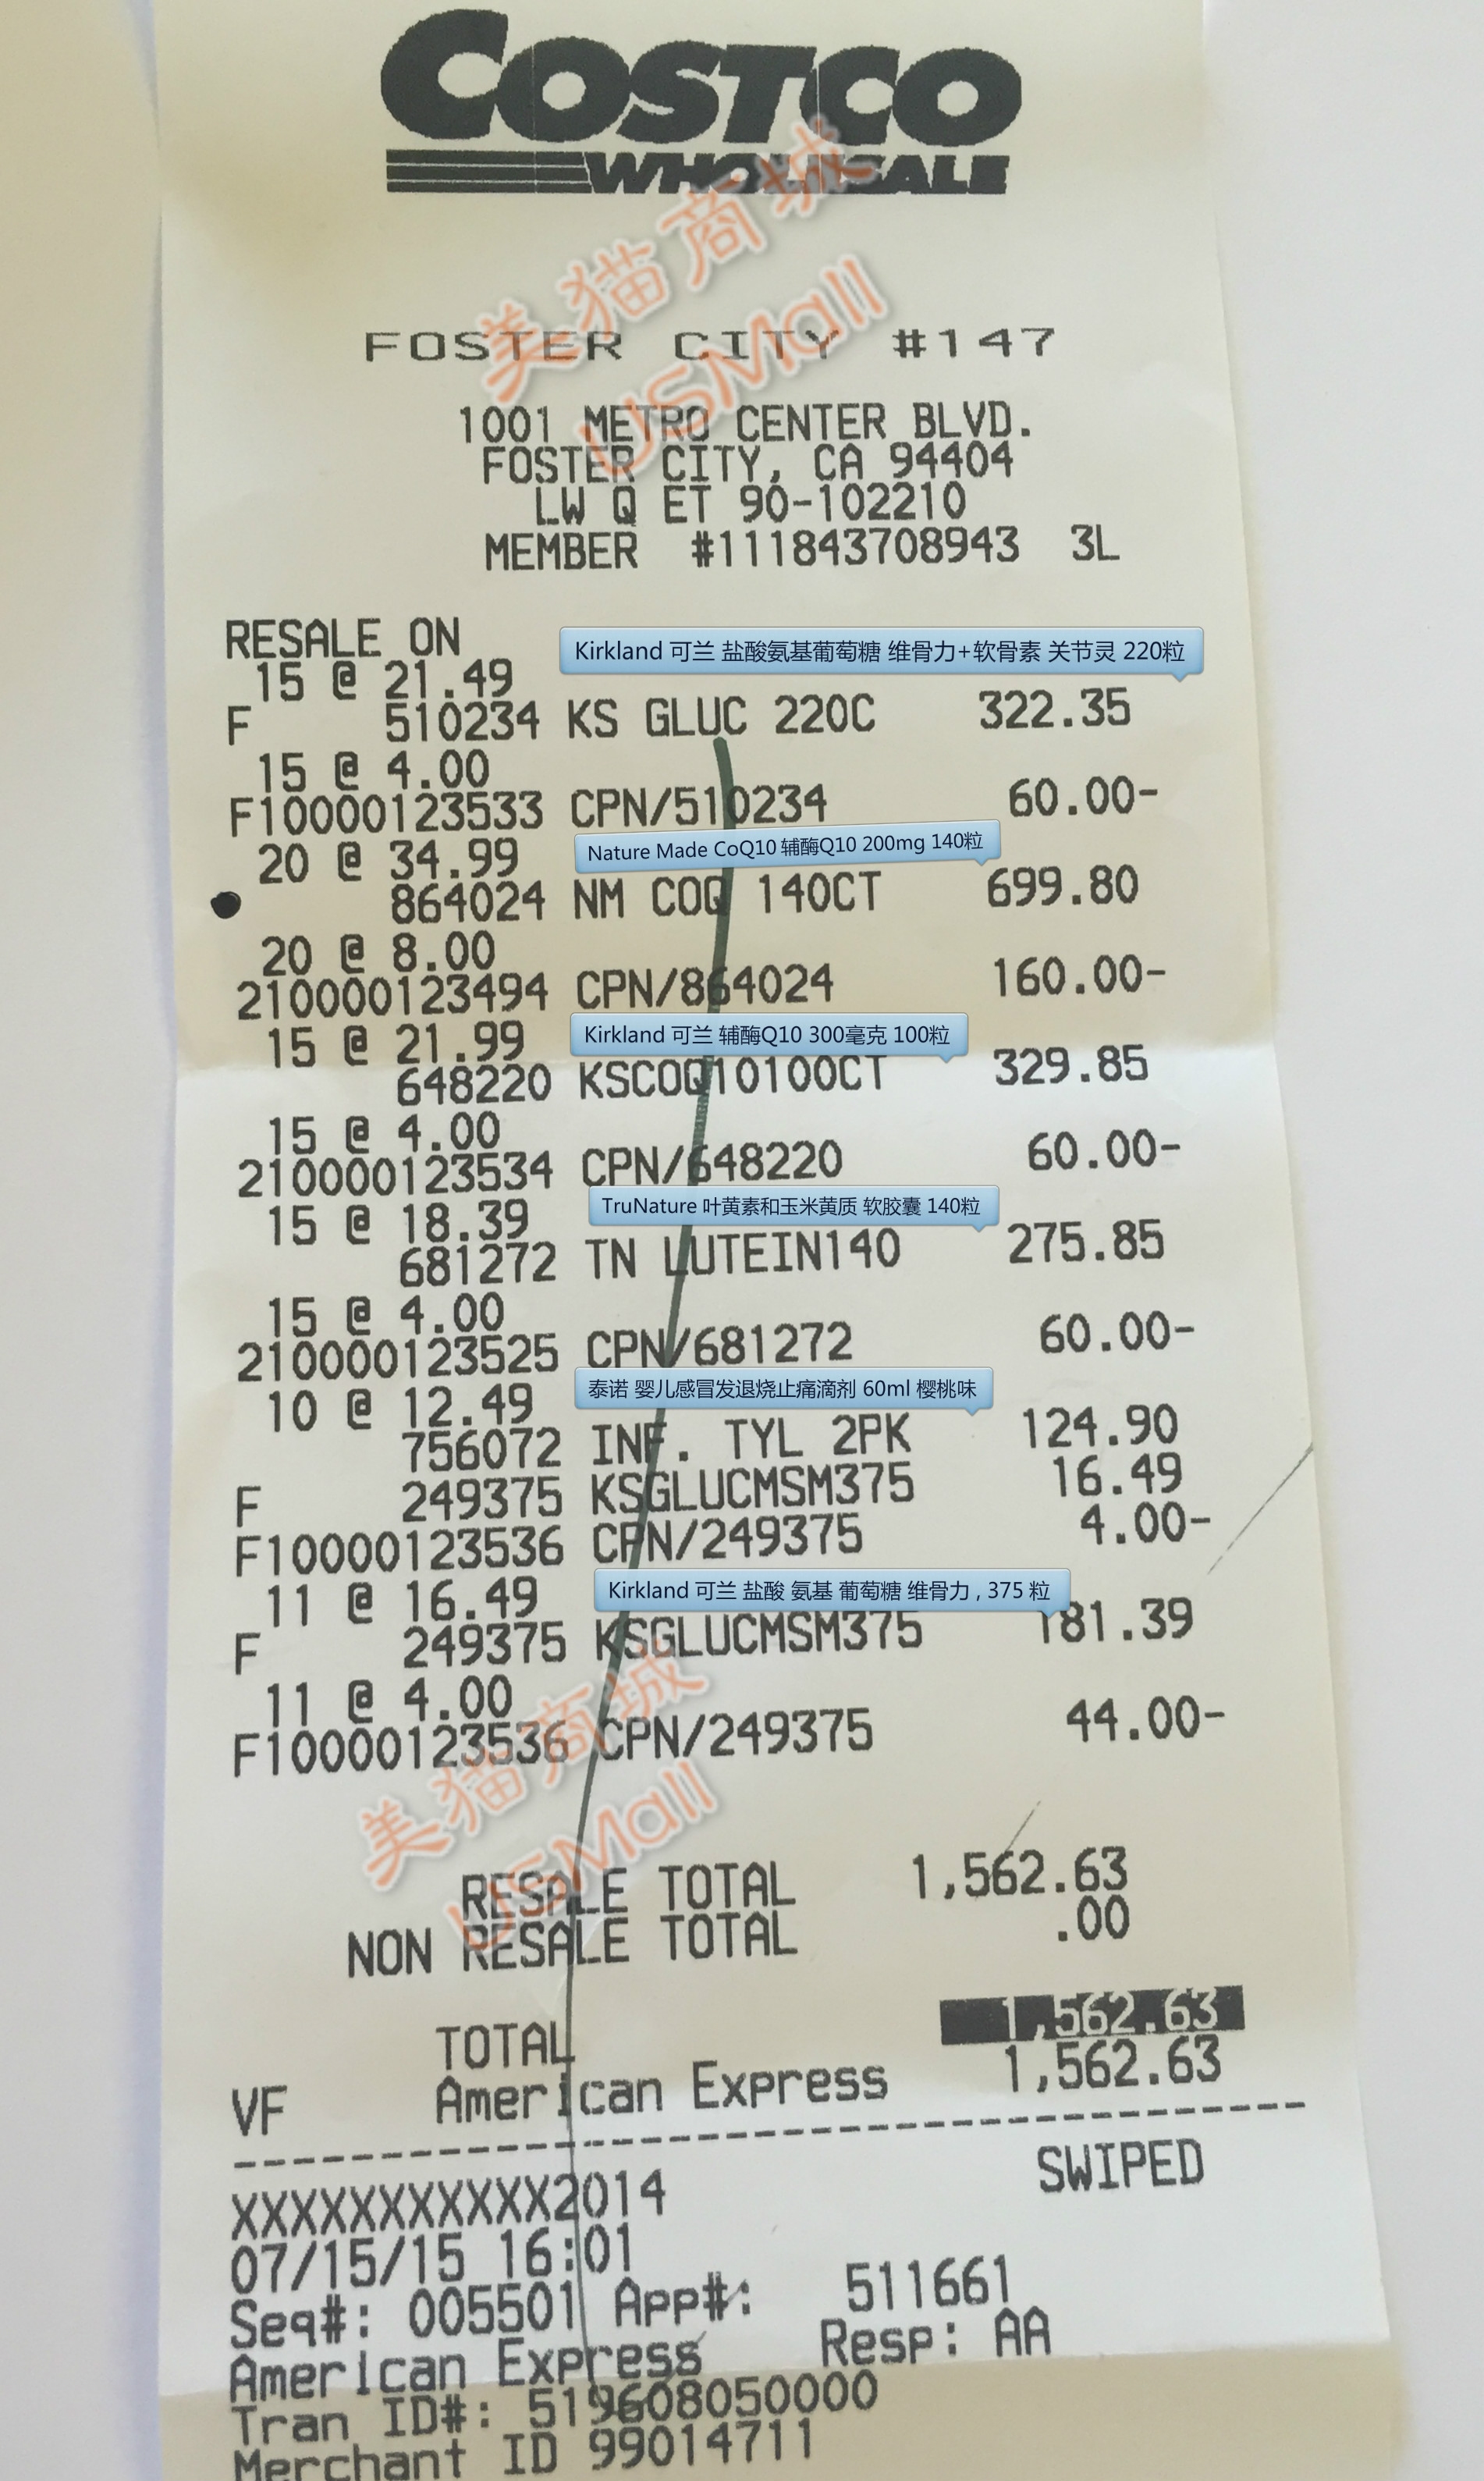 COSTCO
WHOLESALE
美猫商城
USMall
FOSTER CITY #147
1001 METRO CENTER BLVD.
FOSTER CITY, CA 94404
LW Q ET 90-102210
MEMBER #111843708943 3L
RESALE ON
Kirkland 可兰 盐酸氨基葡萄糖 维骨力+软骨素 关节灵 220粒
15 @ 21.49
F 510234 KS GLUC 220C 322.35
15 @ 4.00
F10000123533 CPN/510234 60.00-
Nature Made CoQ10 辅酶Q10 200mg 140粒
20 @ 34.99
864024 NM COQ 140CT 699.80
20 @ 8.00
210000123494 CPN/864024 160.00-
Kirkland 可兰 辅酶Q10 300毫克 100粒
15 @ 21.99
648220 KSCOQ10100CT 329.85
15 @ 4.00
210000123534 CPN/648220 60.00-
TruNature 叶黄素和玉米黄质 软胶囊 140粒
15 @ 18.39
681272 TN LUTEIN140 275.85
15 @ 4.00
210000123525 CPN/681272 60.00-
泰诺 婴儿感冒发退烧止痛滴剂 60ml 樱桃味
10 @ 12.49
756072 INF. TYL 2PK 124.90
F 249375 KSGLUCMSM375 16.49
F10000123536 CPN/249375 4.00-
Kirkland 可兰 盐酸 氨基 葡萄糖 维骨力 , 375 粒
11 @ 16.49
F 249375 KSGLUCMSM375 181.39
11 @ 4.00
F10000123536 CPN/249375 44.00-
美猫商城
USMall
RESALE TOTAL 1,562.63
NON RESALE TOTAL .00
TOTAL 1,562.63
VF American Express 1,562.63
SWIPED
XXXXXXXXXXX2014
07/15/15 16:01
Seq#: 005501 App#: 511661
American Express Resp: AA
Tran ID#: 519608050000
Merchant ID 99014711